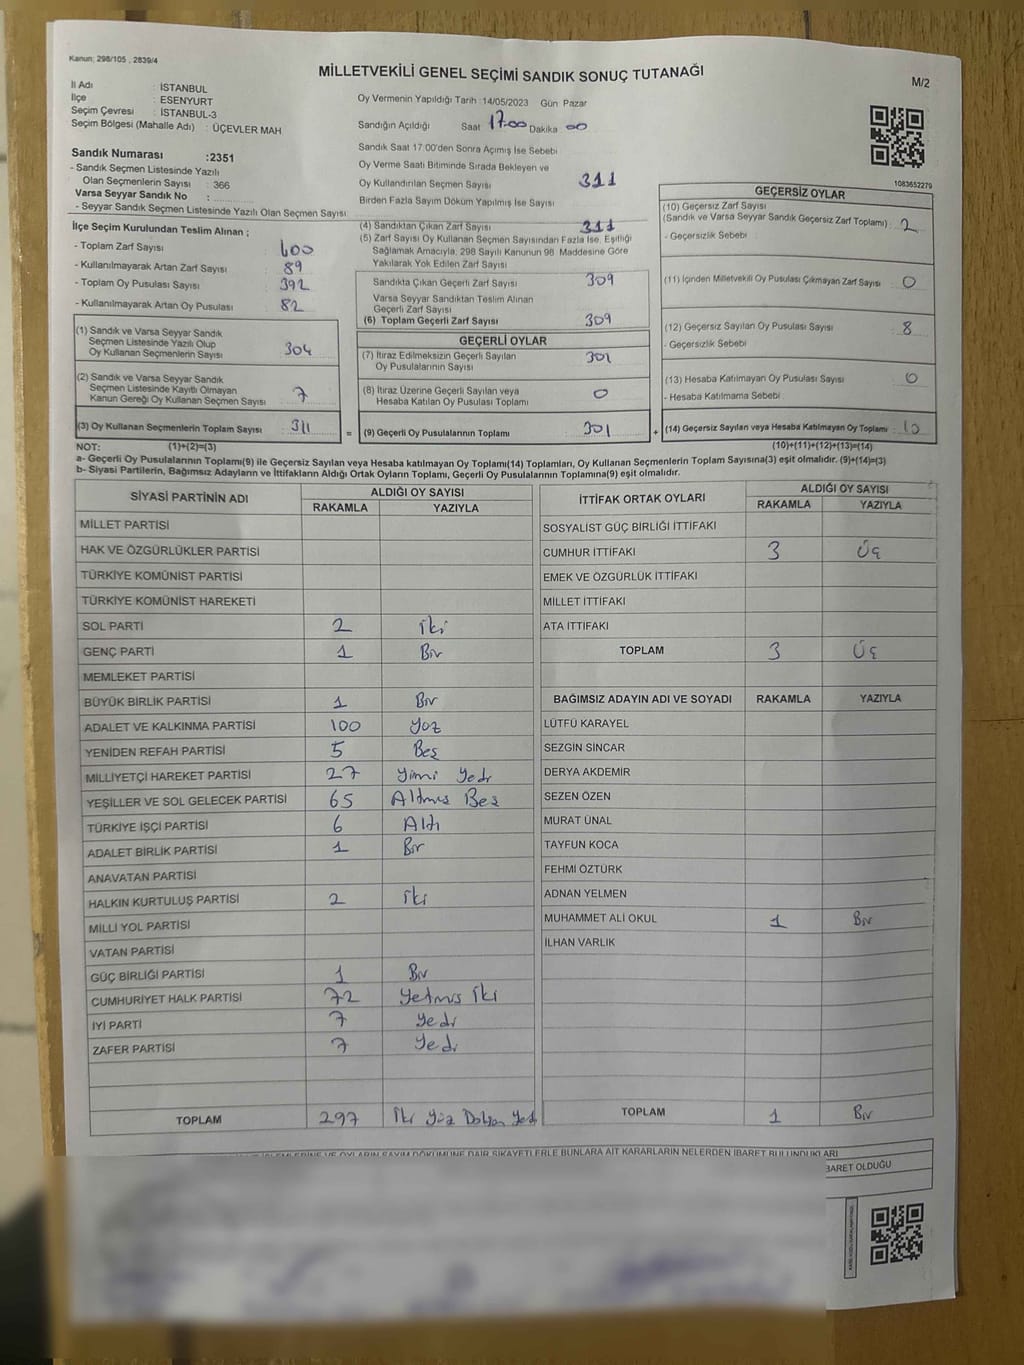 Kanun: 298/105 , 2839/4
MİLLETVEKİLİ GENEL SEÇİMİ SANDIK SONUÇ TUTANAĞI
M/2
İl Adı : İSTANBUL
İlçe : ESENYURT
Seçim Çevresi : İSTANBUL-3
Seçim Bölgesi (Mahalle Adı) : ÜÇEVLER MAH
Sandık Numarası :2351
- Sandık Seçmen Listesinde Yazılı
Olan Seçmenlerin Sayısı : 366
Varsa Seyyar Sandık No :
- Seyyar Sandık Seçmen Listesinde Yazılı Olan Seçmen Sayısı
Oy Vermenin Yapıldığı Tarih :14/05/2023 Gün Pazar
Sandığın Açıldığı Saat 17.00 Dakika 00
Sandık Saat 17.00'den Sonra Açımış İse Sebebi
Oy Verme Saati Bitiminde Sırada Bekleyen ve
Oy Kullandırılan Seçmen Sayısı 311
Birden Fazla Sayım Döküm Yapılmış İse Sayısı
1083652279
İlçe Seçim Kurulundan Teslim Alınan ;
- Toplam Zarf Sayısı : 400
- Kullanılmayarak Artan Zarf Sayısı : 89
- Toplam Oy Pusulası Sayısı : 392
- Kullanılmayarak Artan Oy Pusulası : 82
(1) Sandık ve Varsa Seyyar Sandık
Seçmen Listesinde Yazılı Olup
Oy Kullanan Seçmenlerin Sayısı : 304
(2) Sandık ve Varsa Seyyar Sandık
Seçmen Listesinde Kayıtlı Olmayan
Kanun Gereği Oy Kullanan Seçmen Sayısı : 7
(3) Oy Kullanan Seçmenlerin Toplam Sayısı : 311
(4) Sandıktan Çıkan Zarf Sayısı 311
(5) Zarf Sayısı Oy Kullanan Seçmen Sayısından Fazla İse, Eşitliği
Sağlamak Amacıyla, 298 Sayılı Kanunun 98. Maddesine Göre
Yakılarak Yok Edilen Zarf Sayısı
Sandıkta Çıkan Geçerli Zarf Sayısı 309
Varsa Seyyar Sandıktan Teslim Alınan
Geçerli Zarf Sayısı
(6) Toplam Geçerli Zarf Sayısı 309
GEÇERLİ OYLAR
(7) İtiraz Edilmeksizin Geçerli Sayılan
Oy Pusulalarının Sayısı 301
(8) İtiraz Üzerine Geçerli Sayılan veya
Hesaba Katılan Oy Pusulası Toplamı 0
= (9) Geçerli Oy Pusulalarının Toplamı 301
GEÇERSİZ OYLAR
(10) Geçersiz Zarf Sayısı
(Sandık ve Varsa Seyyar Sandık Geçersiz Zarf Toplamı) : 2
- Geçersizlik Sebebi :
(11) İçinden Milletvekili Oy Pusulası Çıkmayan Zarf Sayısı : 0
(12) Geçersiz Sayılan Oy Pusulası Sayısı : 8
- Geçersizlik Sebebi
(13) Hesaba Katılmayan Oy Pusulası Sayısı : 0
- Hesaba Katılmama Sebebi
+ (14) Geçersiz Sayılan veya Hesaba Katılmayan Oy Toplamı : 10
NOT: (1)+(2)=(3)
(10)+(11)+(12)+(13)=(14)
a- Geçerli Oy Pusulalarının Toplamı(9) ile Geçersiz Sayılan veya Hesaba katılmayan Oy Toplamı(14) Toplamları, Oy Kullanan Seçmenlerin Toplam Sayısına(3) eşit olmalıdır. (9)+(14)=(3)
b- Siyasi Partilerin, Bağımsız Adayların ve İttifakların Aldığı Ortak Oyların Toplamı, Geçerli Oy Pusulalarının Toplamına(9) eşit olmalıdır.
SİYASİ PARTİNİN ADI ALDIĞI OY SAYISI
RAKAMLA YAZIYLA
MİLLET PARTİSİ
HAK VE ÖZGÜRLÜKLER PARTİSİ
TÜRKİYE KOMÜNİST PARTİSİ
TÜRKİYE KOMÜNİST HAREKETİ
SOL PARTİ 2 iki
GENÇ PARTİ 1 Bir
MEMLEKET PARTİSİ
BÜYÜK BİRLİK PARTİSİ 1 Bir
ADALET VE KALKINMA PARTİSİ 100 yüz
YENİDEN REFAH PARTİSİ 5 Beş
MİLLİYETÇİ HAREKET PARTİSİ 27 yirmi yedi
YEŞİLLER VE SOL GELECEK PARTİSİ 65 Altmış Beş
TÜRKİYE İŞÇİ PARTİSİ 6 Altı
ADALET BİRLİK PARTİSİ 1 Bir
ANAVATAN PARTİSİ
HALKIN KURTULUŞ PARTİSİ 2 iki
MİLLİ YOL PARTİSİ
VATAN PARTİSİ
GÜÇ BİRLİĞİ PARTİSİ 1 Bir
CUMHURİYET HALK PARTİSİ 72 yetmiş iki
İYİ PARTİ 7 yedi
ZAFER PARTİSİ 7 yedi
TOPLAM 297 iki yüz Doksan yedi
İTTİFAK ORTAK OYLARI ALDIĞI OY SAYISI
RAKAMLA YAZIYLA
SOSYALİST GÜÇ BİRLİĞİ İTTİFAKI
CUMHUR İTTİFAKI 3 Üç
EMEK VE ÖZGÜRLÜK İTTİFAKI
MİLLET İTTİFAKI
ATA İTTİFAKI
TOPLAM 3 Üç
BAĞIMSIZ ADAYIN ADI VE SOYADI RAKAMLA YAZIYLA
LÜTFÜ KARAYEL
SEZGİN SİNCAR
DERYA AKDEMİR
SEZEN ÖZEN
MURAT ÜNAL
TAYFUN KOCA
FEHMİ ÖZTÜRK
ADNAN YELMEN
MUHAMMET ALİ OKUL 1 Bir
İLHAN VARLIK
TOPLAM 1 Bir
İŞLEMLERİNE VE OYLARIN SAYIM DÖKÜMÜNE DAİR ŞİKAYETLERLE BUNLARA AİT KARARLARIN NELERDEN İBARET BULUNDUKLARI
BARET OLDUĞU